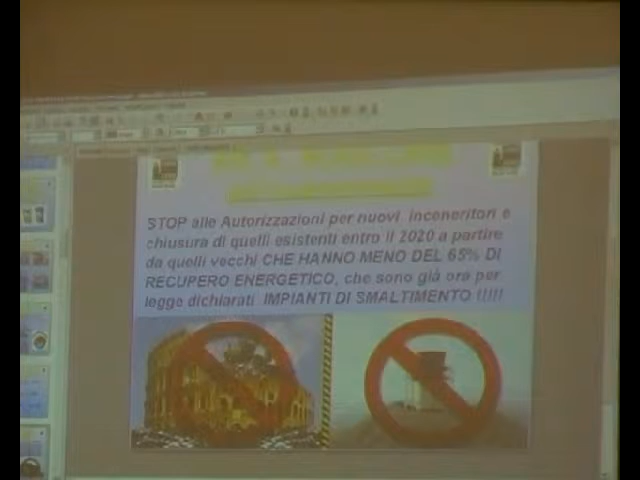 STOP alle Autorizzazioni per nuovi inceneritori e
chiusura di quelli esistenti entro il 2020 a partire
da quelli vecchi CHE HANNO MENO DEL 65% DI
RECUPERO ENERGETICO, che sono già ora per
legge dichiarati IMPIANTI DI SMALTIMENTO !!!!!